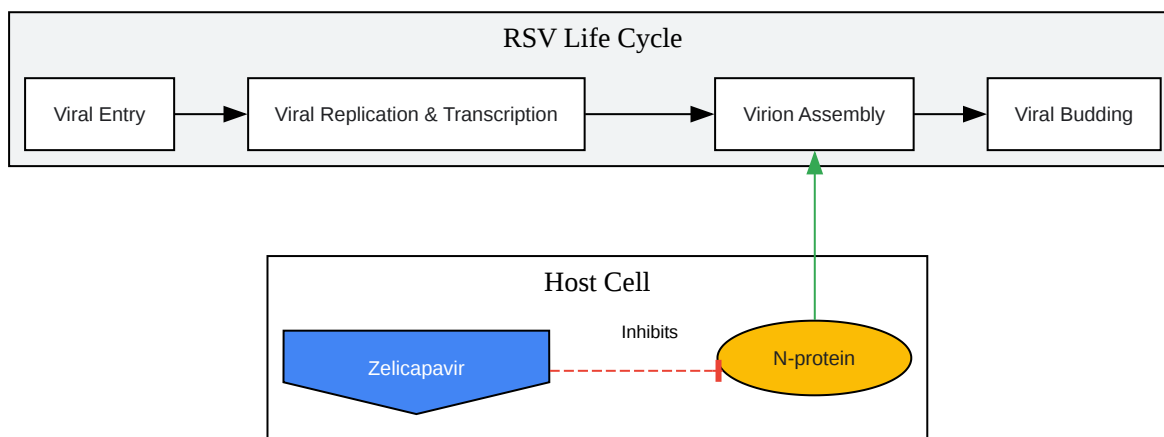 RSV Life Cycle
Viral Entry
Viral Replication & Transcription
Virion Assembly
Viral Budding
Host Cell
Zelicapavir
Inhibits
N-protein